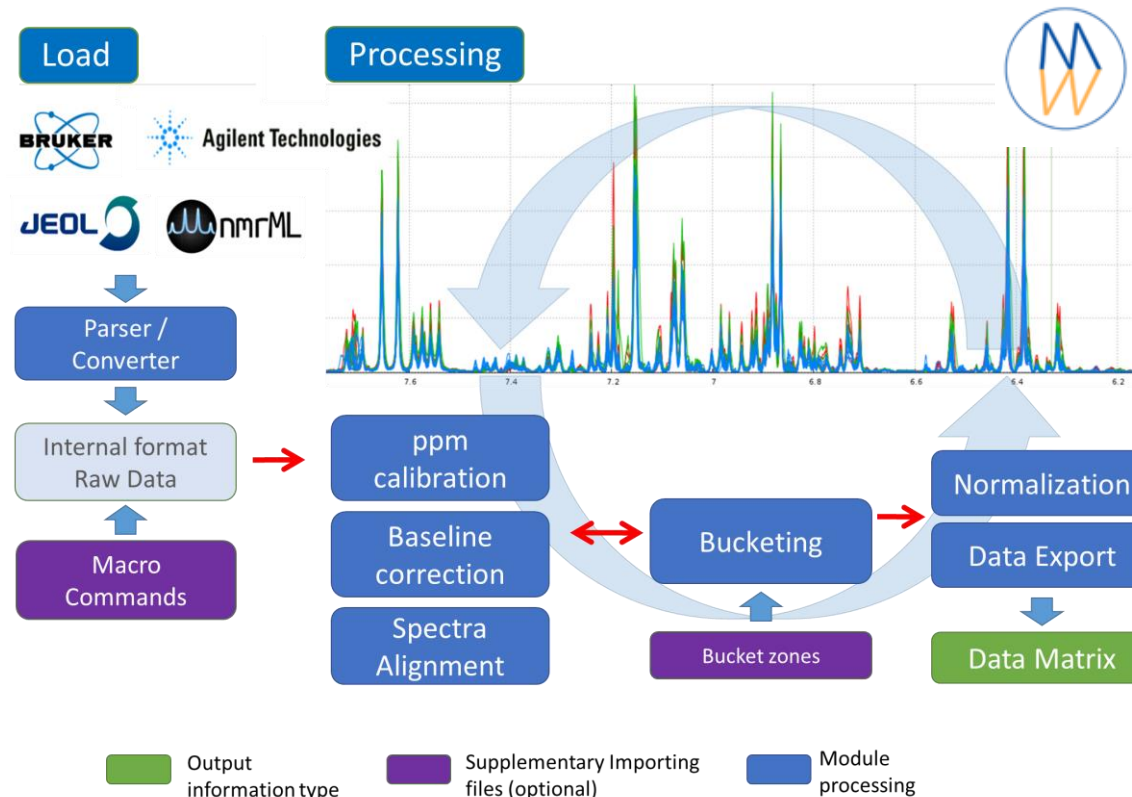 Load
Processing
BRUKER
Agilent Technologies
JEOL
nmrML
Parser /
Converter
Internal format
Raw Data
Macro
Commands
7.6
7.4
7.2
7
6.8
6.6
6.4
6.2
ppm
calibration
Baseline
correction
Spectra
Alignment
Bucketing
Bucket zones
Normalization
Data Export
Data Matrix
Output
information type
Supplementary Importing
files (optional)
Module
processing